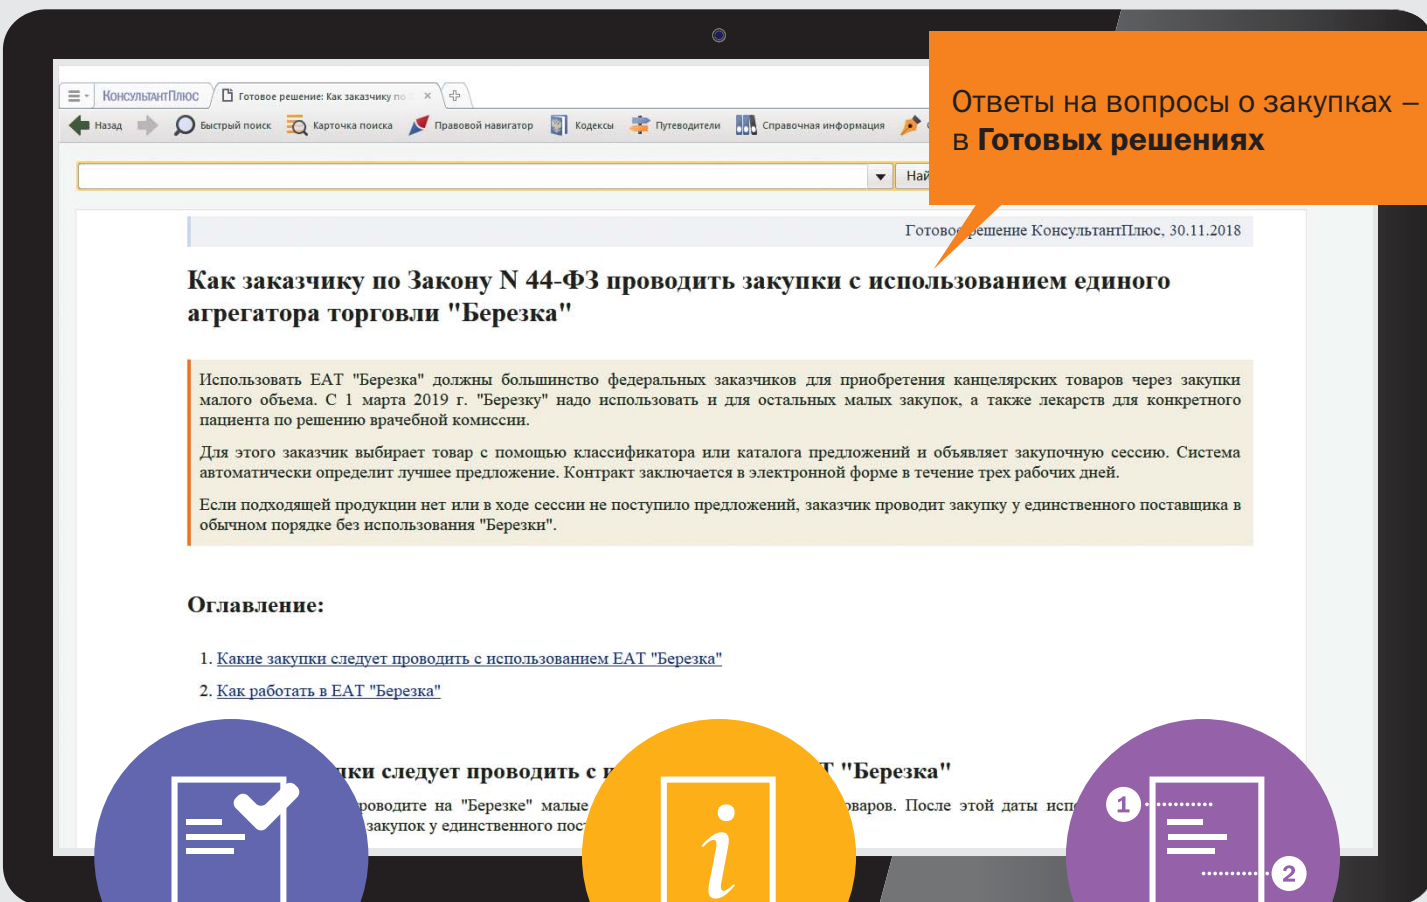 Ответы на вопросы о закупках –
в Готовых решениях
КонсультантПлюс
Готовое решение: Как заказчику по
Назад Быстрый поиск Карточка поиска Правовой навигатор Кодексы Путеводители Справочная информация
Готовое решение КонсультантПлюс, 30.11.2018
Как заказчику по Закону N 44-ФЗ проводить закупки с использованием единого
агрегатора торговли "Березка"
Использовать ЕАТ "Березка" должны большинство федеральных заказчиков для приобретения канцелярских товаров через закупки
малого объема. С 1 марта 2019 г. "Березку" надо использовать и для остальных малых закупок, а также лекарств для конкретного
пациента по решению врачебной комиссии.
Для этого заказчик выбирает товар с помощью классификатора или каталога предложений и объявляет закупочную сессию. Система
автоматически определит лучшее предложение. Контракт заключается в электронной форме в течение трех рабочих дней.
Если подходящей продукции нет или в ходе сессии не поступило предложений, заказчик проводит закупку у единственного поставщика в
обычном порядке без использования "Березки".
Оглавление:
1. Какие закупки следует проводить с использованием ЕАТ "Березка"
2. Как работать в ЕАТ "Березка"
следует проводить с "Березка"
на "Березке" малые После этой даты
закупок у единственного
i
1
2